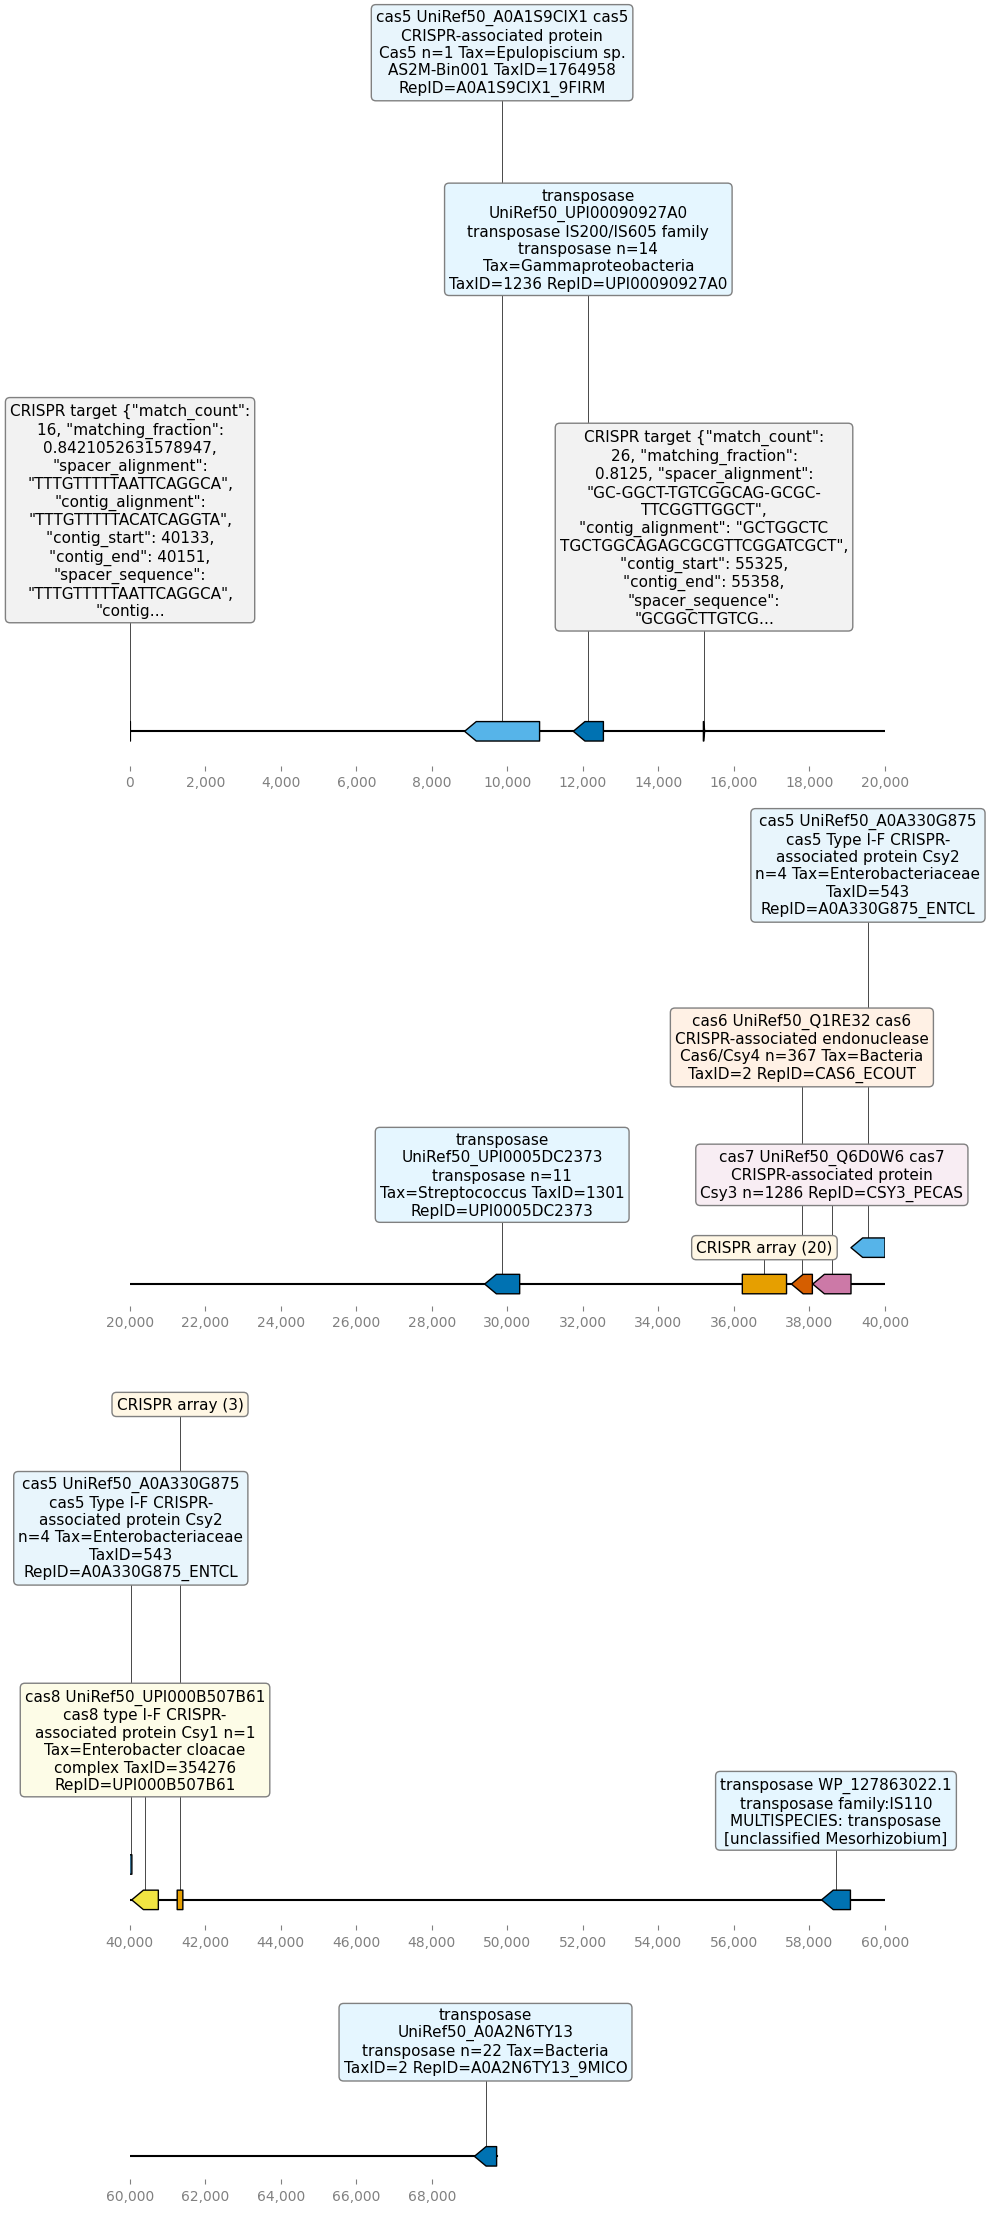 cas5 UniRef50_A0A1S9CIX1 cas5
CRISPR-associated protein
Cas5 n=1 Tax=Epulopiscium sp.
AS2M-Bin001 TaxID=1764958
RepID=A0A1S9CIX1_9FIRM
transposase
UniRef50_UPI00090927A0
transposase IS200/IS605 family
transposase n=14
Tax=Gammaproteobacteria
TaxID=1236 RepID=UPI00090927A0
CRISPR target {"match_count":
16, "matching_fraction":
0.8421052631578947,
"spacer_alignment":
"TTTGTTTTTAATTCAGGCA",
"contig_alignment":
"TTTGTTTTTACATCAGGTA",
"contig_start": 40133,
"contig_end": 40151,
"spacer_sequence":
"TTTGTTTTTAATTCAGGCA",
"contig...
CRISPR target {"match_count":
26, "matching_fraction":
0.8125, "spacer_alignment":
"GC-GGCT-TGTCGGCAG-GCGC-
TTCGGTTGGCT",
"contig_alignment": "GCTGGCTC
TGCTGGCAGAGCGCGTTCGGATCGCT",
"contig_start": 55325,
"contig_end": 55358,
"spacer_sequence":
"GCGGCTTGTCG...
0 2,000 4,000 6,000 8,000 10,000 12,000 14,000 16,000 18,000 20,000
cas5 UniRef50_A0A330G875
cas5 Type I-F CRISPR-
associated protein Csy2
n=4 Tax=Enterobacteriaceae
TaxID=543
RepID=A0A330G875_ENTCL
cas6 UniRef50_Q1RE32 cas6
CRISPR-associated endonuclease
Cas6/Csy4 n=367 Tax=Bacteria
TaxID=2 RepID=CAS6_ECOUT
transposase
UniRef50_UPI0005DC2373
transposase n=11
Tax=Streptococcus TaxID=1301
RepID=UPI0005DC2373
cas7 UniRef50_Q6D0W6 cas7
CRISPR-associated protein
Csy3 n=1286 RepID=CSY3_PECAS
CRISPR array (20)
20,000 22,000 24,000 26,000 28,000 30,000 32,000 34,000 36,000 38,000 40,000
CRISPR array (3)
cas5 UniRef50_A0A330G875
cas5 Type I-F CRISPR-
associated protein Csy2
n=4 Tax=Enterobacteriaceae
TaxID=543
RepID=A0A330G875_ENTCL
cas8 UniRef50_UPI000B507B61
cas8 type I-F CRISPR-
associated protein Csy1 n=1
Tax=Enterobacter cloacae
complex TaxID=354276
RepID=UPI000B507B61
transposase WP_127863022.1
transposase family:IS110
MULTISPECIES: transposase
[unclassified Mesorhizobium]
40,000 42,000 44,000 46,000 48,000 50,000 52,000 54,000 56,000 58,000 60,000
transposase
UniRef50_A0A2N6TY13
transposase n=22 Tax=Bacteria
TaxID=2 RepID=A0A2N6TY13_9MICO
60,000 62,000 64,000 66,000 68,000